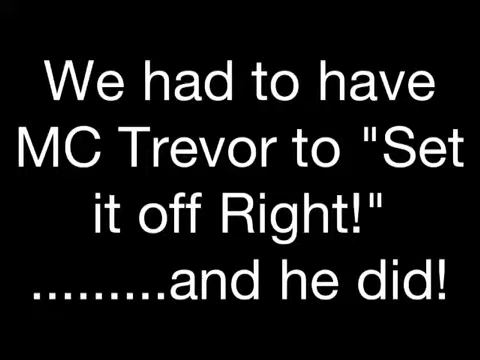 We had to have
MC Trevor to "Set
it off Right!"
.........and he did!